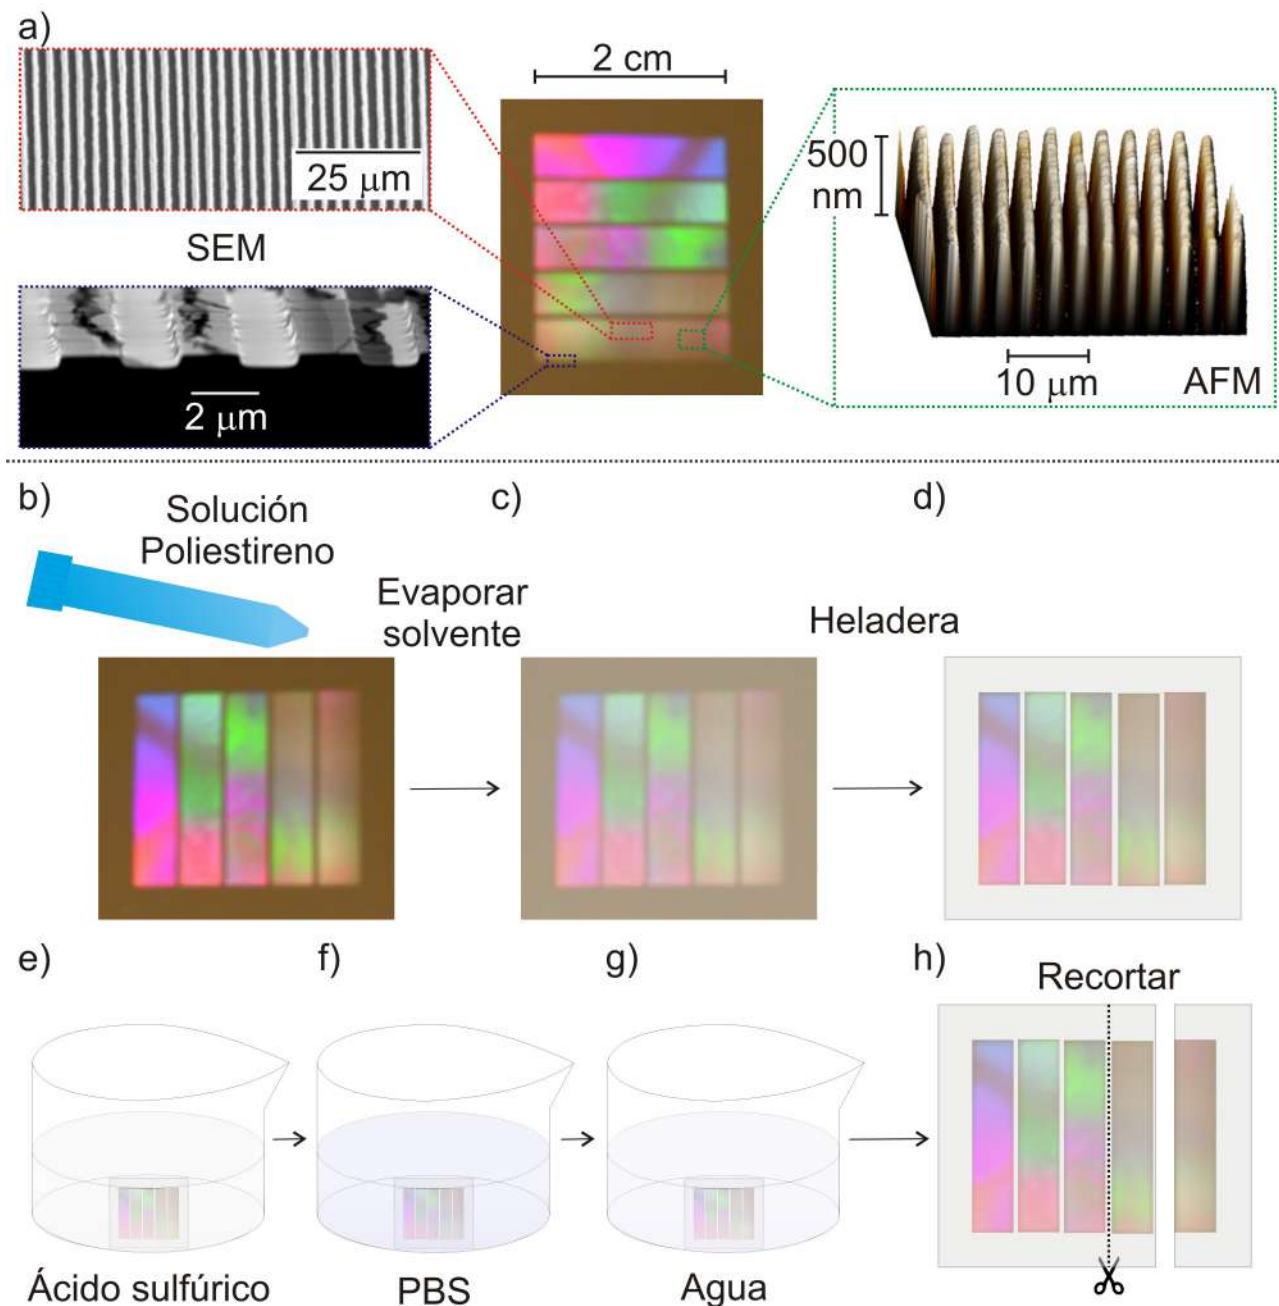 a)
2 cm
25 μm
SEM
2 μm
500
nm
10 μm
AFM
b)
Solución
Poliestireno
Evaporar
solvente
c)
Heladera
d)
e)
f)
g)
h)
Recortar
Ácido sulfúrico
PBS
Agua